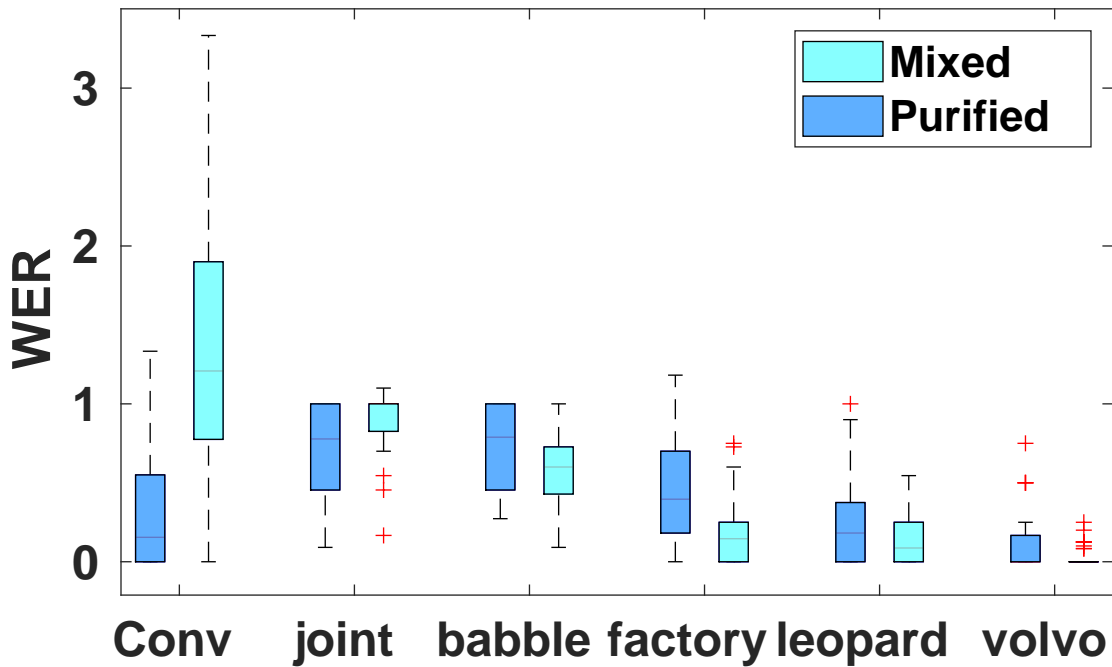 Mixed
Purified
WER
3
2
1
0
Conv joint babble factory leopard volvo